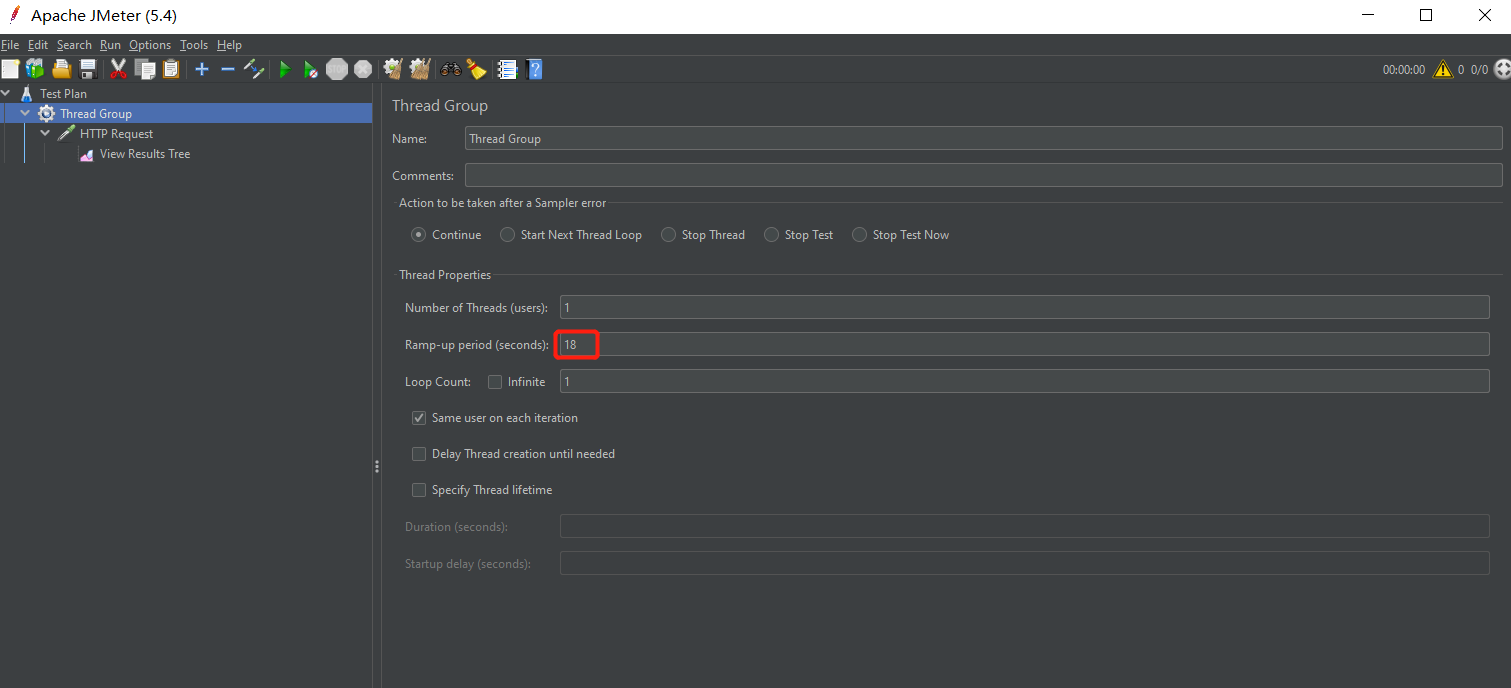 Apache JMeter (5.4)
File Edit Search Run Options Tools Help
STOP
00:00:00 0 0/0
Test Plan
Thread Group
HTTP Request
View Results Tree
Thread Group
Name: Thread Group
Comments:
Action to be taken after a Sampler error
Continue Start Next Thread Loop Stop Thread Stop Test Stop Test Now
Thread Properties
Number of Threads (users): 1
Ramp-up period (seconds): 18
Loop Count: Infinite 1
Same user on each iteration
Delay Thread creation until needed
Specify Thread lifetime
Duration (seconds):
Startup delay (seconds):